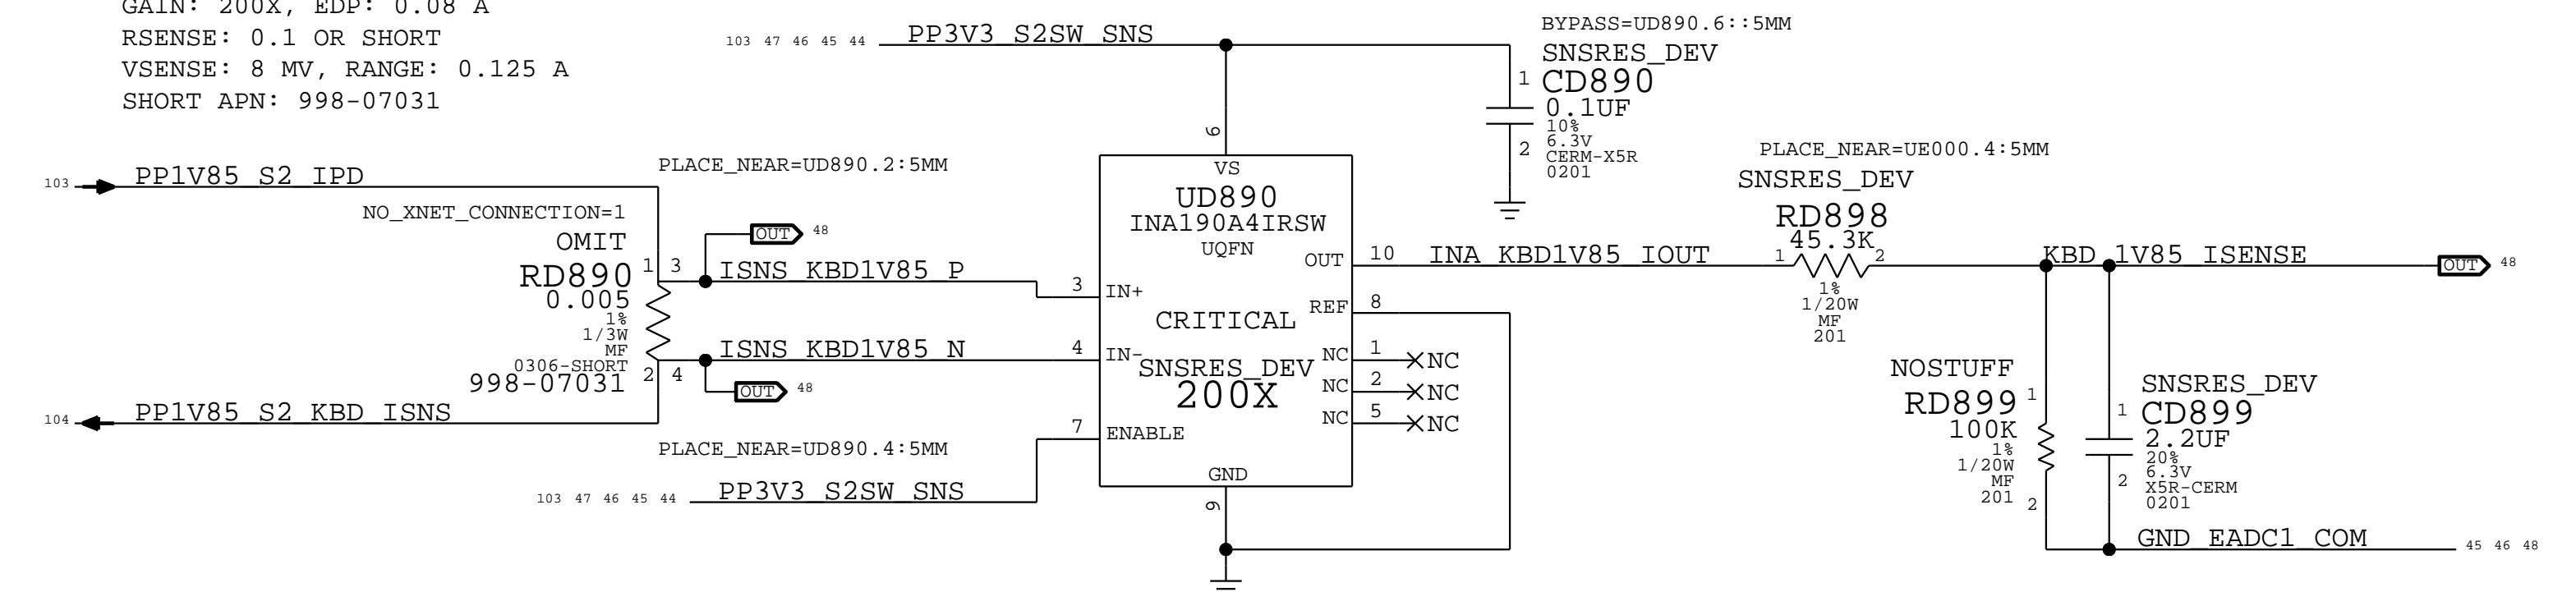 GAIN: 200X, EDP: 0.08 A
RSENSE: 0.1 OR SHORT
VSENSE: 8 MV, RANGE: 0.125 A
SHORT APN: 998-07031
103 47 46 45 44 PP3V3_S2SW_SNS
BYPASS=UD890.6::5MM
SNSRES_DEV
1 CD890
0.1UF
10%
6.3V
2 CERM-X5R
0201
6
103 PP1V85_S2_IPD
PLACE_NEAR=UD890.2:5MM
NO_XNET_CONNECTION=1
OMIT
RD890 1 3
0.005
1%
1/3W
MF
0306-SHORT
998-07031 2 4
OUT 48
ISNS_KBD1V85_P
ISNS_KBD1V85_N
OUT 48
104 PP1V85_S2_KBD_ISNS
PLACE_NEAR=UD890.4:5MM
103 47 46 45 44 PP3V3_S2SW_SNS
VS
UD890
INA190A4IRSW
UQFN
OUT 10
3 IN+
REF 8
CRITICAL
4 IN-
NC 1 NC
SNSRES_DEV
NC 2 NC
200X
NC 5 NC
7 ENABLE
GND
9
INA_KBD1V85_IOUT
PLACE_NEAR=UE000.4:5MM
SNSRES_DEV
RD898
45.3K
1 2
1%
1/20W
MF
201
KBD_1V85_ISENSE
OUT 48
NOSTUFF
RD899 1
100K
1%
1/20W
MF
201 2
SNSRES_DEV
1 CD899
2.2UF
20%
6.3V
2 X5R-CERM
0201
GND_EADC1_COM 45 46 48